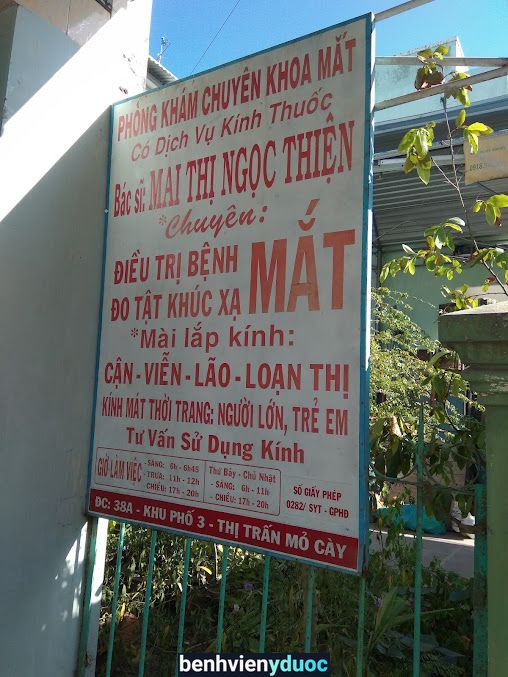 PHÒNG KHÁM CHUYÊN KHOA MẮT
Có Dịch Vụ Kính Thuốc
Bác sĩ: MAI THỊ NGỌC THIỆN
*Chuyên:
ĐIỀU TRỊ BỆNH
ĐO TẬT KHÚC XẠ
MẮT
*Mài lắp kính:
CẬN - VIỄN - LÃO - LOẠN THỊ
KÍNH MÁT THỜI TRANG: NGƯỜI LỚN, TRẺ EM
Tư Vấn Sử Dụng Kính
GIỜ LÀM VIỆC
- SÁNG: 6h - 6h45
- TRƯA: 11h - 12h
- CHIỀU: 17h - 20h
Thứ Bảy - Chủ Nhật
- SÁNG: 6h - 11h
- CHIỀU: 17h - 20h
SỐ GIẤY PHÉP
0282/ SYT - GPHĐ
ĐC: 38A - KHU PHỐ 3 - THỊ TRẤN MỎ CÀY
benhvienyduoc